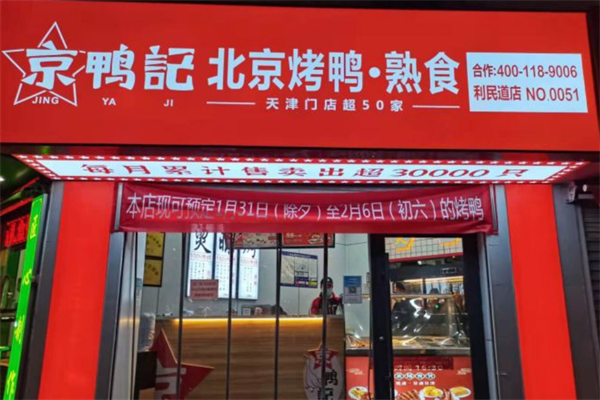 京鸭記
JING YA JI
北京烤鸭·熟食
天津门店超50家
合作:400-118-9006
利民道店 NO.0051
每月累计售卖出超30000只
本店现可预定1月31日（除夕）至2月6日（初六）的烤鸭